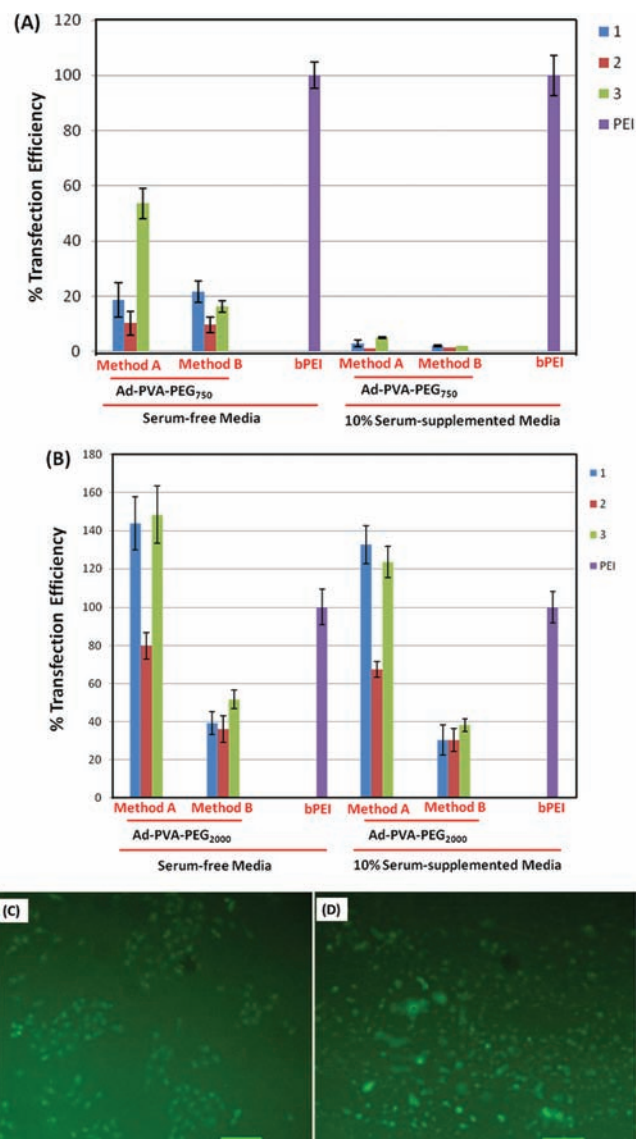 (A)
120
100
80
60
40
20
0
% Transfection Efficiency
1
2
3
PEI
Method A Method B bPEI Method A Method B bPEI
Ad-PVA-PEG750 Ad-PVA-PEG750
Serum-free Media 10% Serum-supplemented Media
(B)
180
160
140
120
100
80
60
40
20
0
% Transfection Efficiency
1
2
3
PEI
Method A Method B bPEI Method A Method B bPEI
Ad-PVA-PEG2000 Ad-PVA-PEG2000
Serum-free Media 10% Serum-supplemented Media
(C) (D)